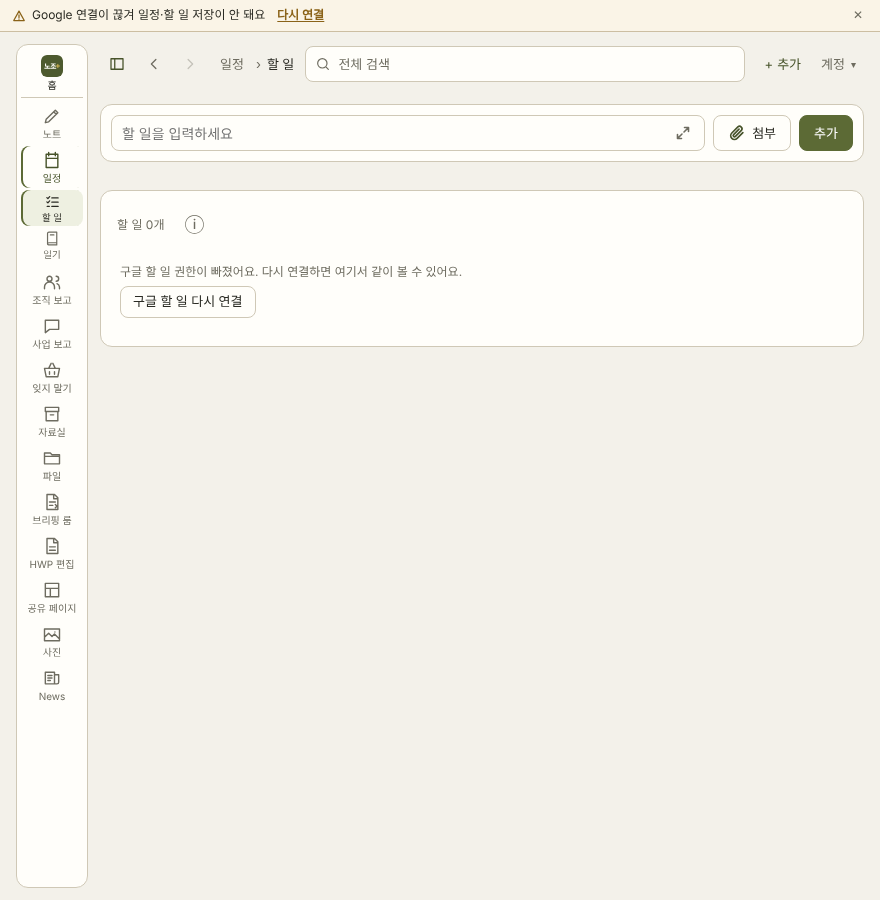 Google 연결이 끊겨 일정·할 일 저장이 안 돼요 다시 연결 ×
노조+
홈
일정 › 할 일
전체 검색
+ 추가
계정 ▾
노트
일정
할 일
일기
조직 보고
사업 보고
잊지 말기
자료실
파일
브리핑 룸
HWP 편집
공유 페이지
사진
News
할 일을 입력하세요
첨부
추가
할 일 0개 i
구글 할 일 권한이 빠졌어요. 다시 연결하면 여기서 같이 볼 수 있어요.
구글 할 일 다시 연결